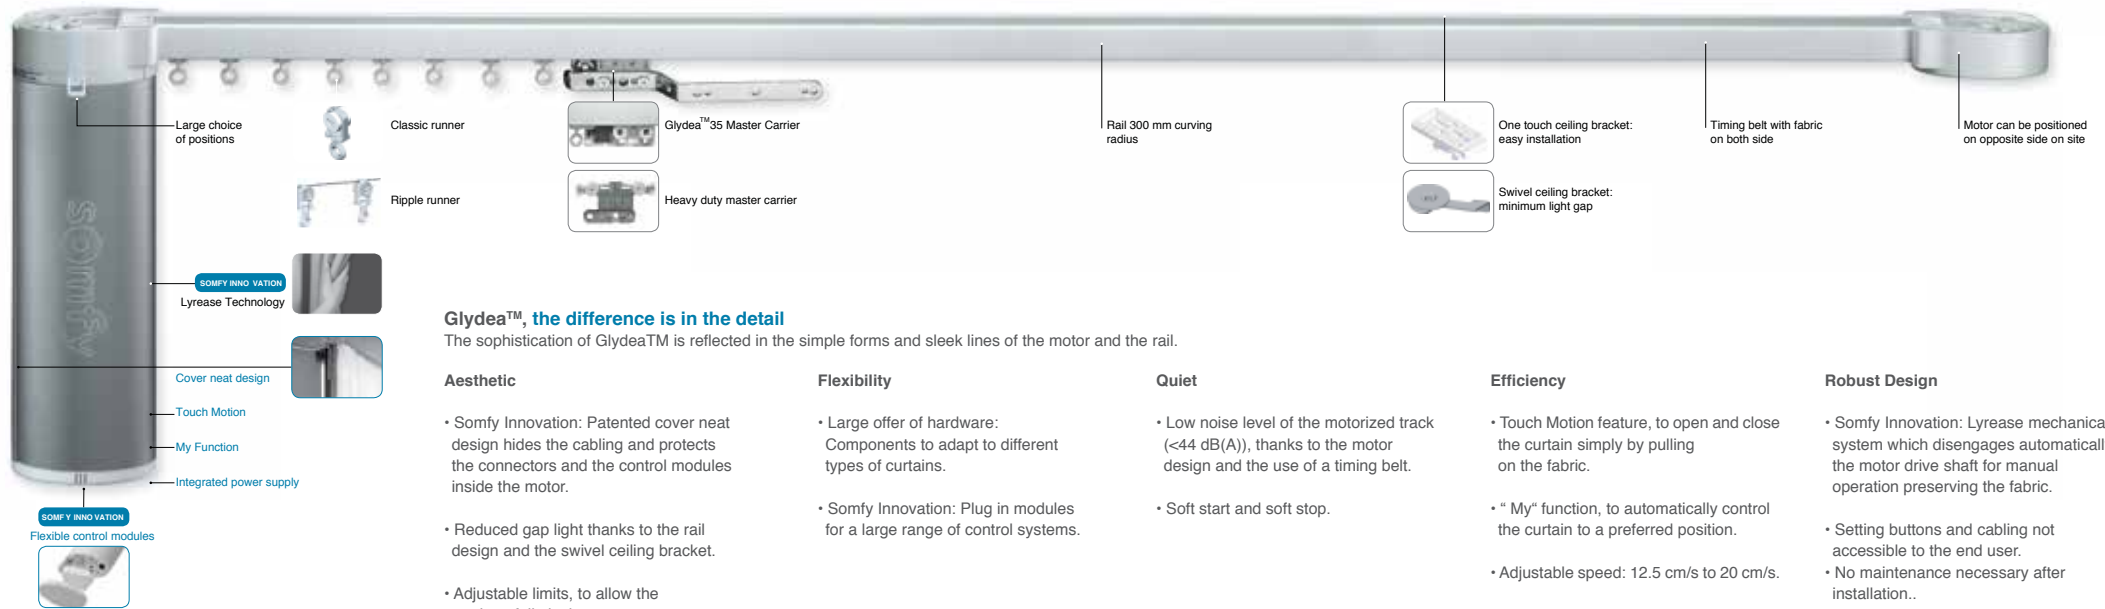 Large choice
of positions
Classic runner
Ripple runner
Glydea™35 Master Carrier
Heavy duty master carrier
Rail 300 mm curving
radius
One touch ceiling bracket:
easy installation
Swivel ceiling bracket:
minimum light gap
Timing belt with fabric
on both side
Motor can be positioned
on opposite side on site
somfy
SOMFY INNO VATION
Lyrease Technology
Cover neat design
Touch Motion
My Function
Integrated power supply
SOMFY INNO VATION
Flexible control modules
Glydea™, the difference is in the detail
The sophistication of GlydeaTM is reflected in the simple forms and sleek lines of the motor and the rail.
Aesthetic
• Somfy Innovation: Patented cover neat
design hides the cabling and protects
the connectors and the control modules
inside the motor.
• Reduced gap light thanks to the rail
design and the swivel ceiling bracket.
• Adjustable limits, to allow the
Flexibility
• Large offer of hardware:
Components to adapt to different
types of curtains.
• Somfy Innovation: Plug in modules
for a large range of control systems.
Quiet
• Low noise level of the motorized track
(<44 dB(A)), thanks to the motor
design and the use of a timing belt.
• Soft start and soft stop.
Efficiency
• Touch Motion feature, to open and close
the curtain simply by pulling
on the fabric.
• “ My“ function, to automatically control
the curtain to a preferred position.
• Adjustable speed: 12.5 cm/s to 20 cm/s.
Robust Design
• Somfy Innovation: Lyrease mechanica
system which disengages automaticall
the motor drive shaft for manual
operation preserving the fabric.
• Setting buttons and cabling not
accessible to the end user.
• No maintenance necessary after
installation..